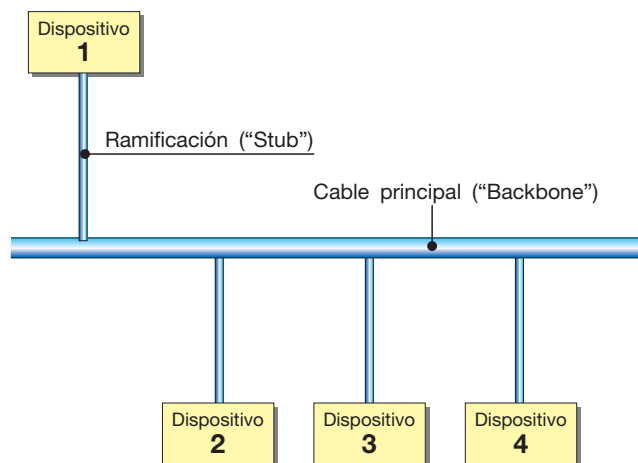 Dispositivo
1
Ramificación (“Stub”)
Cable principal (“Backbone”)
Dispositivo
2
Dispositivo
3
Dispositivo
4